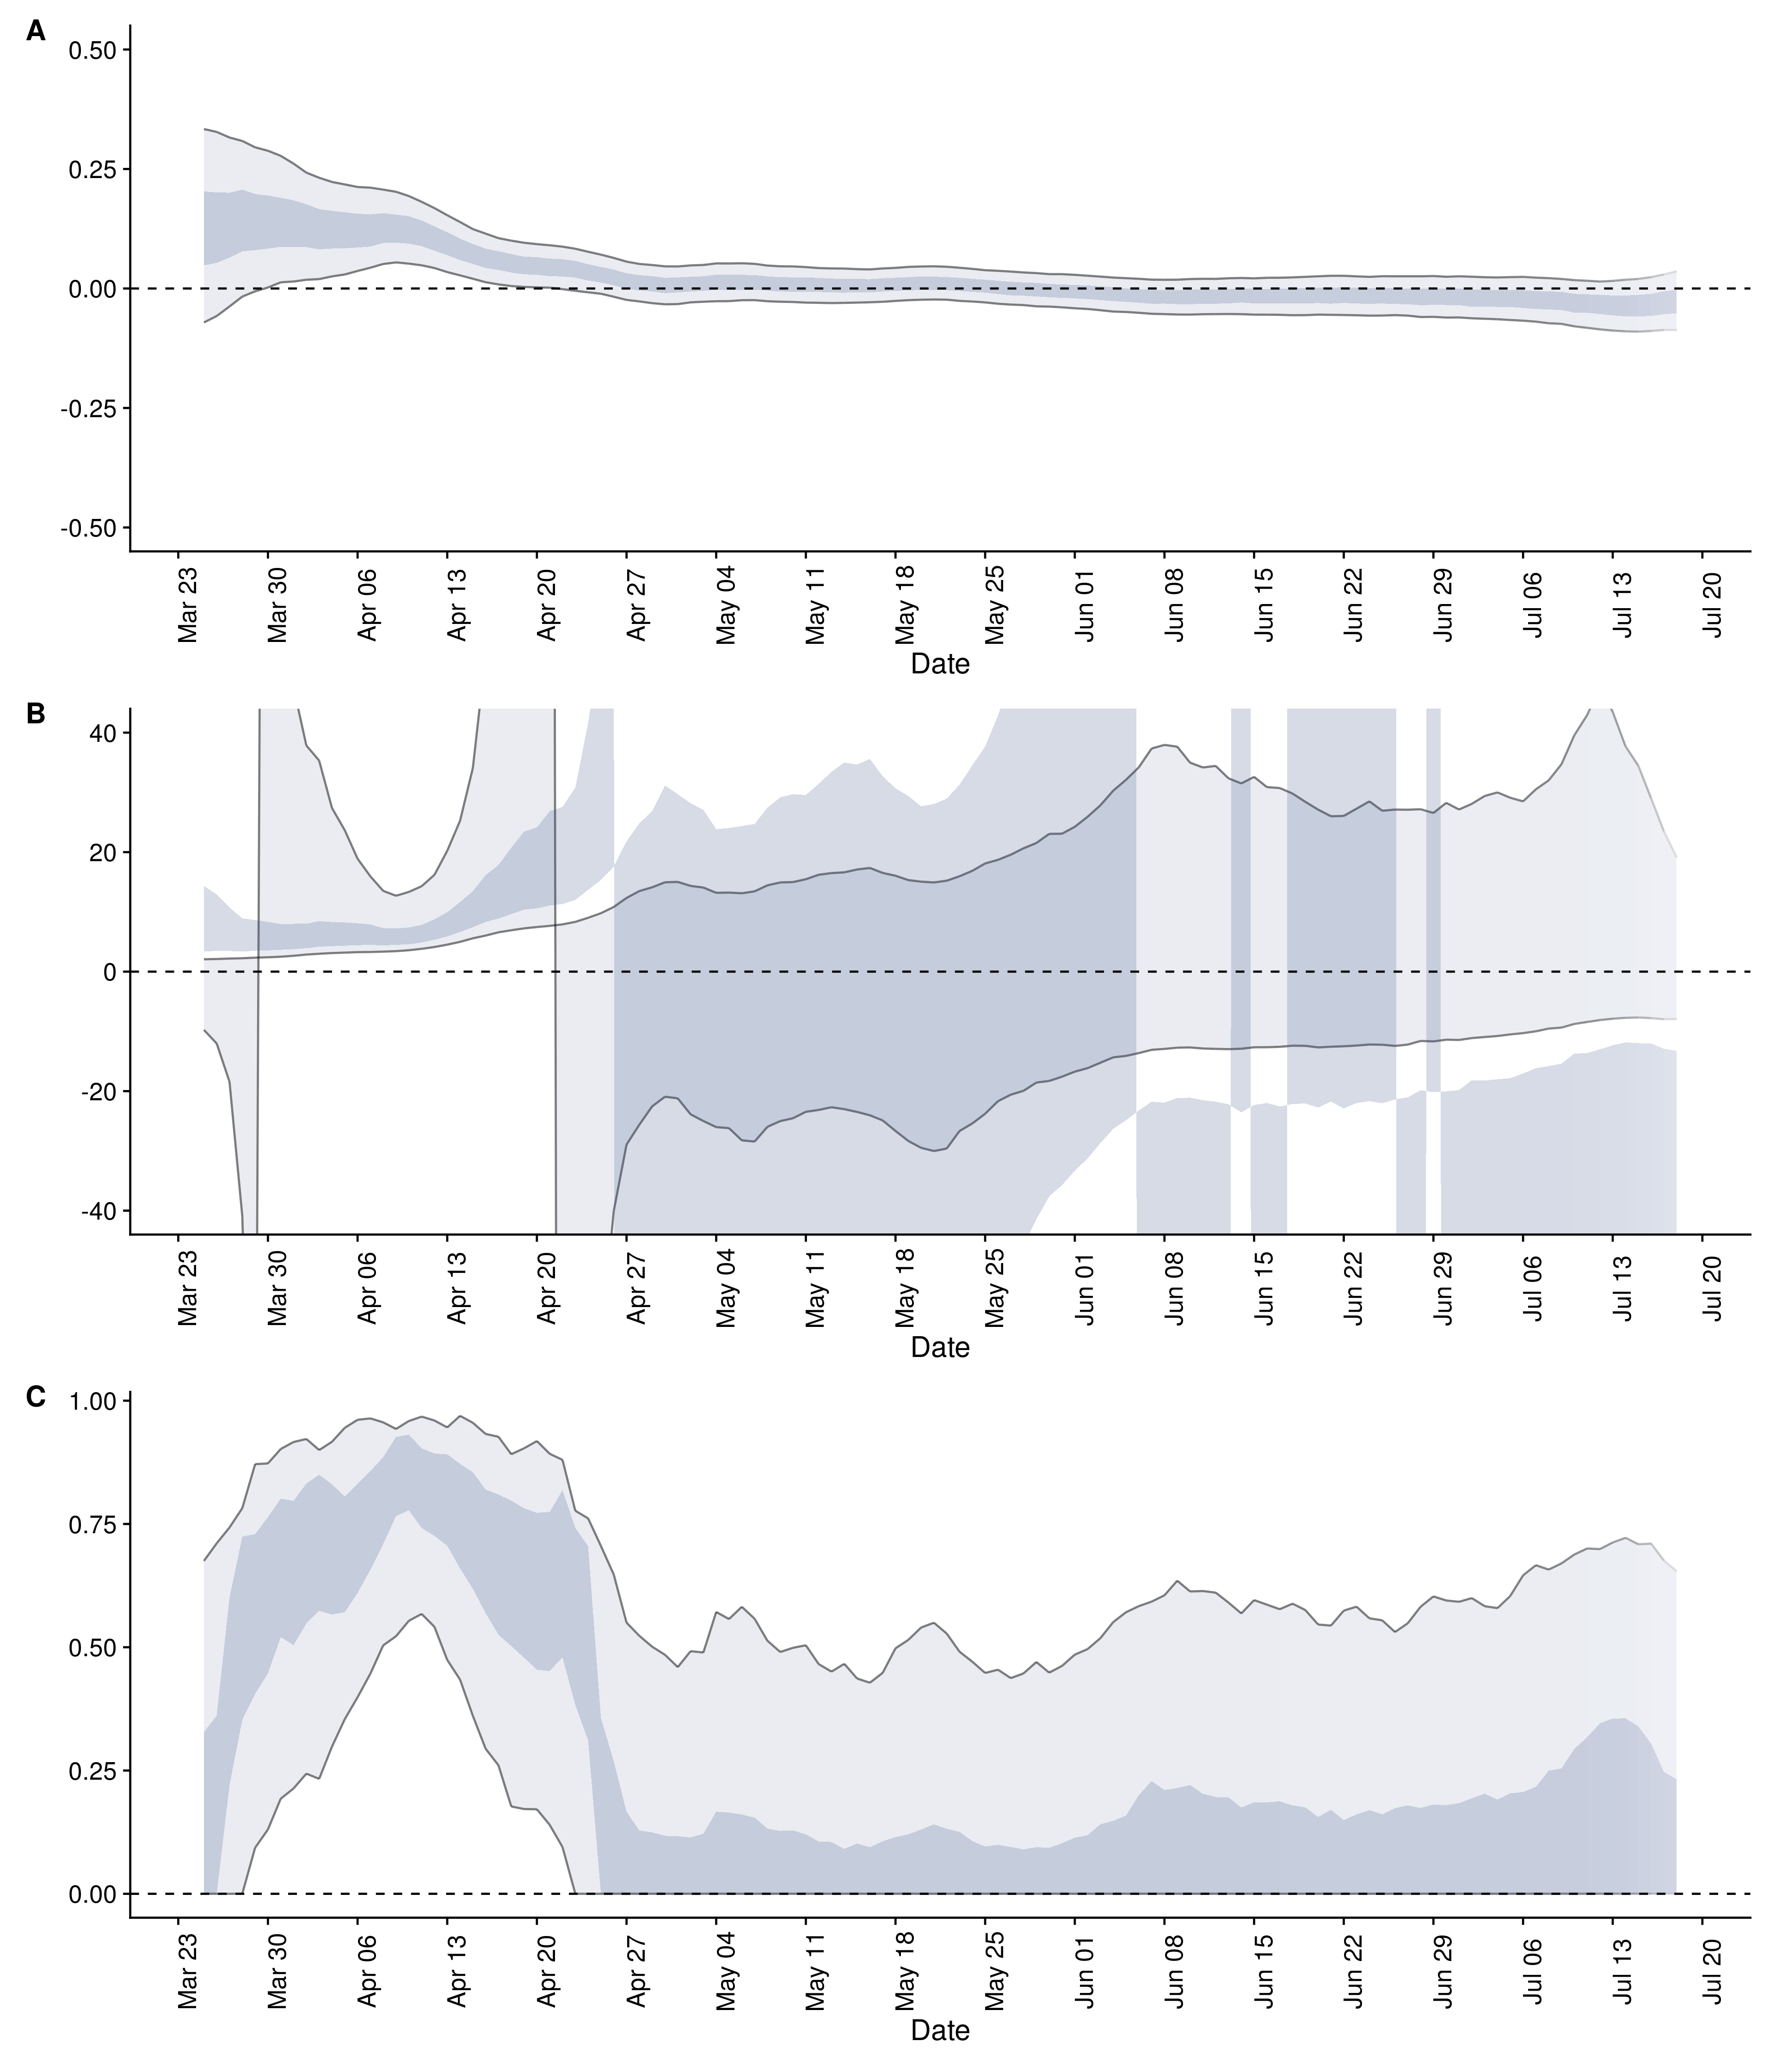 A
0.50
0.25
0.00
-0.25
-0.50
Mar 23
Mar 30
Apr 06
Apr 13
Apr 20
Apr 27
May 04
May 11
May 18
May 25
Jun 01
Jun 08
Jun 15
Jun 22
Jun 29
Jul 06
Jul 13
Jul 20
Date
B
40
20
0
-20
-40
Mar 23
Mar 30
Apr 06
Apr 13
Apr 20
Apr 27
May 04
May 11
May 18
May 25
Jun 01
Jun 08
Jun 15
Jun 22
Jun 29
Jul 06
Jul 13
Jul 20
Date
C
1.00
0.75
0.50
0.25
0.00
Mar 23
Mar 30
Apr 06
Apr 13
Apr 20
Apr 27
May 04
May 11
May 18
May 25
Jun 01
Jun 08
Jun 15
Jun 22
Jun 29
Jul 06
Jul 13
Jul 20
Date